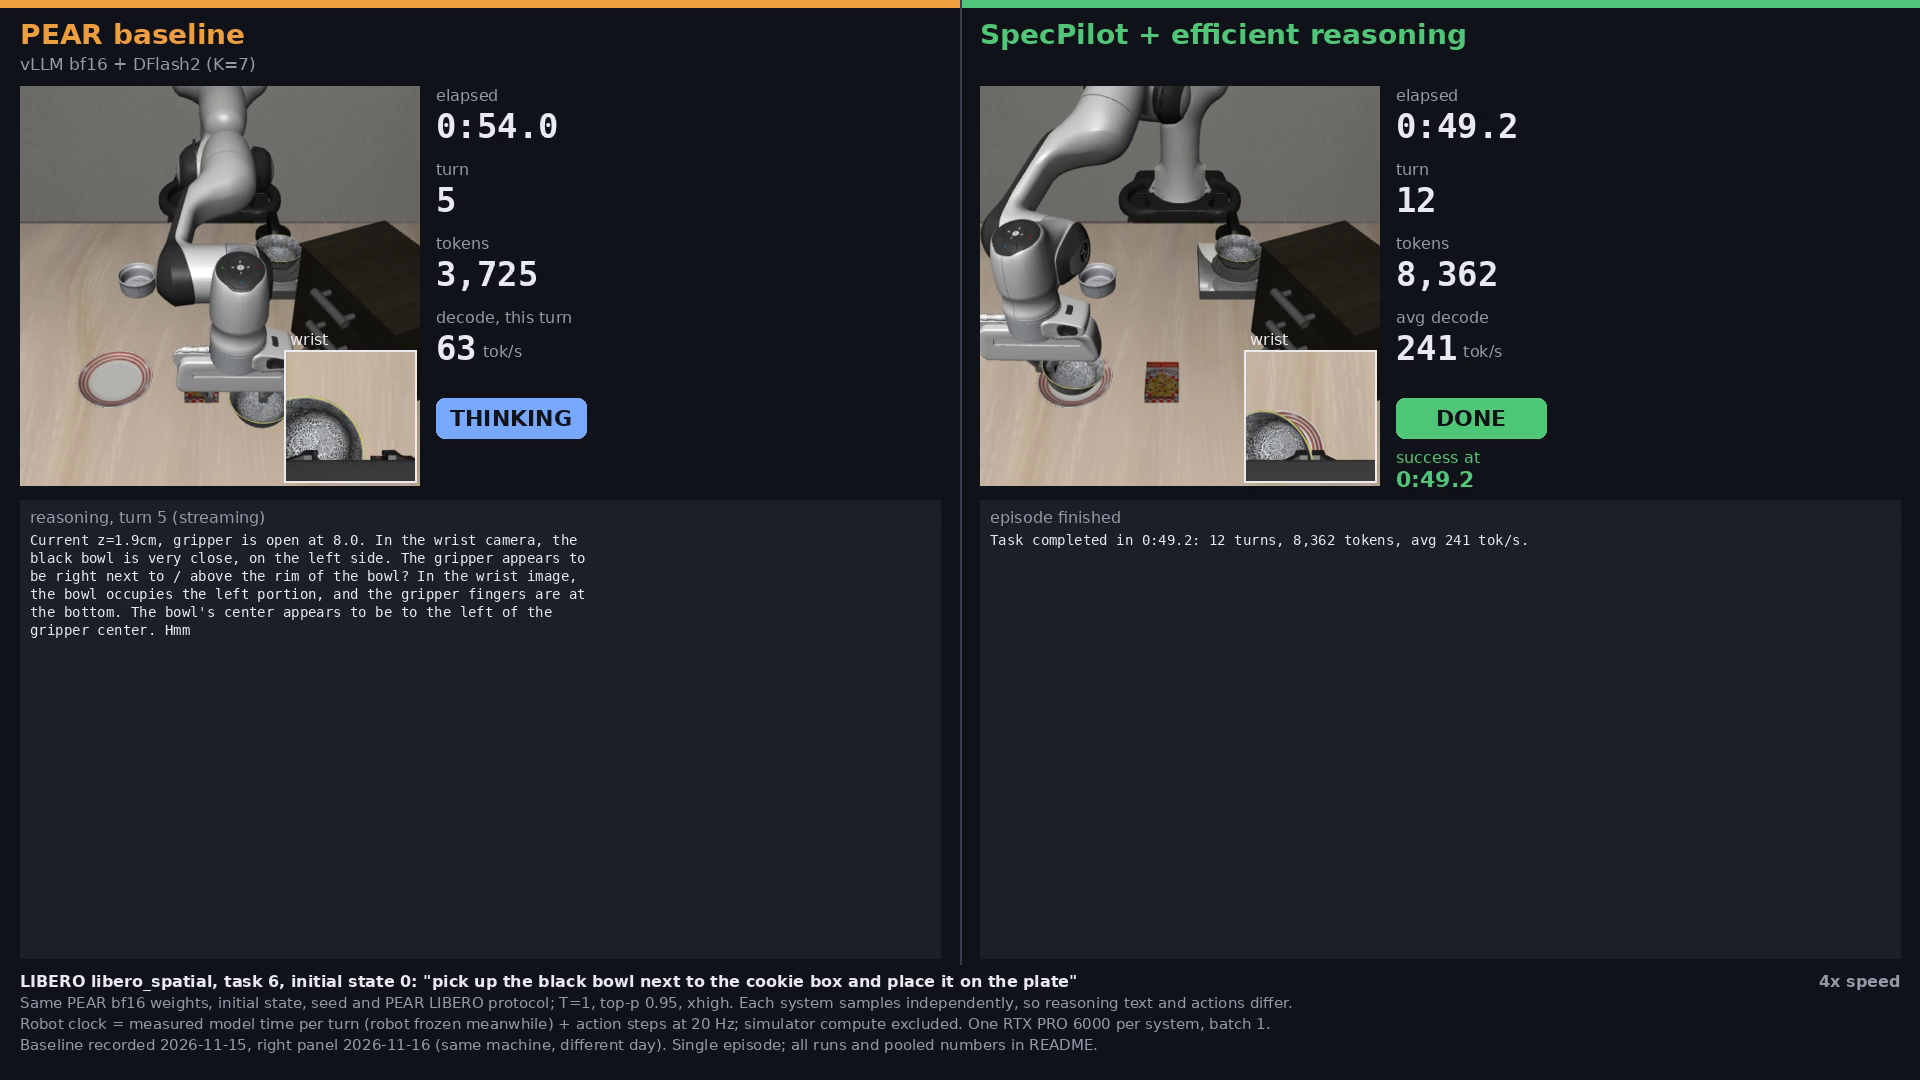 PEAR baseline
vLLM bf16 + DFlash2 (K=7)
elapsed
0:54.0
turn
5
tokens
3,725
decode, this turn
63 tok/s
THINKING
wrist
reasoning, turn 5 (streaming)
Current z=1.9cm, gripper is open at 8.0. In the wrist camera, the
black bowl is very close, on the left side. The gripper appears to
be right next to / above the rim of the bowl? In the wrist image,
the bowl occupies the left portion, and the gripper fingers are at
the bottom. The bowl's center appears to be to the left of the
gripper center. Hmm
SpecPilot + efficient reasoning
elapsed
0:49.2
turn
12
tokens
8,362
avg decode
241 tok/s
DONE
success at
0:49.2
wrist
episode finished
Task completed in 0:49.2: 12 turns, 8,362 tokens, avg 241 tok/s.
LIBERO libero_spatial, task 6, initial state 0: "pick up the black bowl next to the cookie box and place it on the plate"
4x speed
Same PEAR bf16 weights, initial state, seed and PEAR LIBERO protocol; T=1, top-p 0.95, xhigh. Each system samples independently, so reasoning text and actions differ.
Robot clock = measured model time per turn (robot frozen meanwhile) + action steps at 20 Hz; simulator compute excluded. One RTX PRO 6000 per system, batch 1.
Baseline recorded 2026-11-15, right panel 2026-11-16 (same machine, different day). Single episode; all runs and pooled numbers in README.